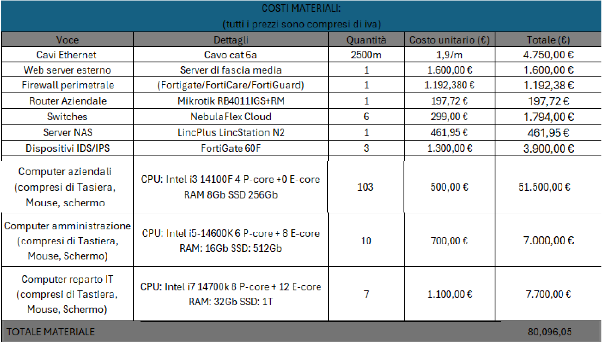 COSTI MATERIALI:
(tutti i prezzi sono compresi di iva)
Voce Dettagli Quantità Costo unitario (€) Totale (€)
Cavi Ethernet Cavo cat 6a 2500m 1,9/m 4.750,00 €
Web server esterno Server di fascia media 1 1.600,00 € 1.600,00 €
Firewall perimetrale (Fortigate/FortiCare/FortiGuard) 1 1.192,380 € 1.192,38 €
Router Aziendale Mikrotik RB4011IGS+RM 1 197,72 € 197,72 €
Switches NebulaFlex Cloud 6 299,00 € 1.794,00 €
Server NAS LincPlus LincStation N2 1 461,95 € 461,95 €
Dispositivi IDS/IPS FortiGate 60F 3 1.300,00 € 3.900,00 €
Computer aziendali
(compresi di Tasiera,
Mouse, schermo
CPU: Intel i3 14100F 4 P-core +0 E-core
RAM 8Gb SSD 256Gb
103 500,00 € 51.500,00 €
Computer amministrazione
(compresi di Tastiera,
Mouse, Schermo)
CPU: Intel i5-14600K 6 P-core + 8 E-core
RAM: 16Gb SSD: 512Gb
10 700,00 € 7.000,00 €
Computer reparto IT
(compresi di Tastiera,
Mouse, Schermo)
CPU: Intel i7 14700k 8 P-core + 12 E-core
RAM: 32Gb SSD: 1T
7 1.100,00 € 7.700,00 €
TOTALE MATERIALE 80,096,05